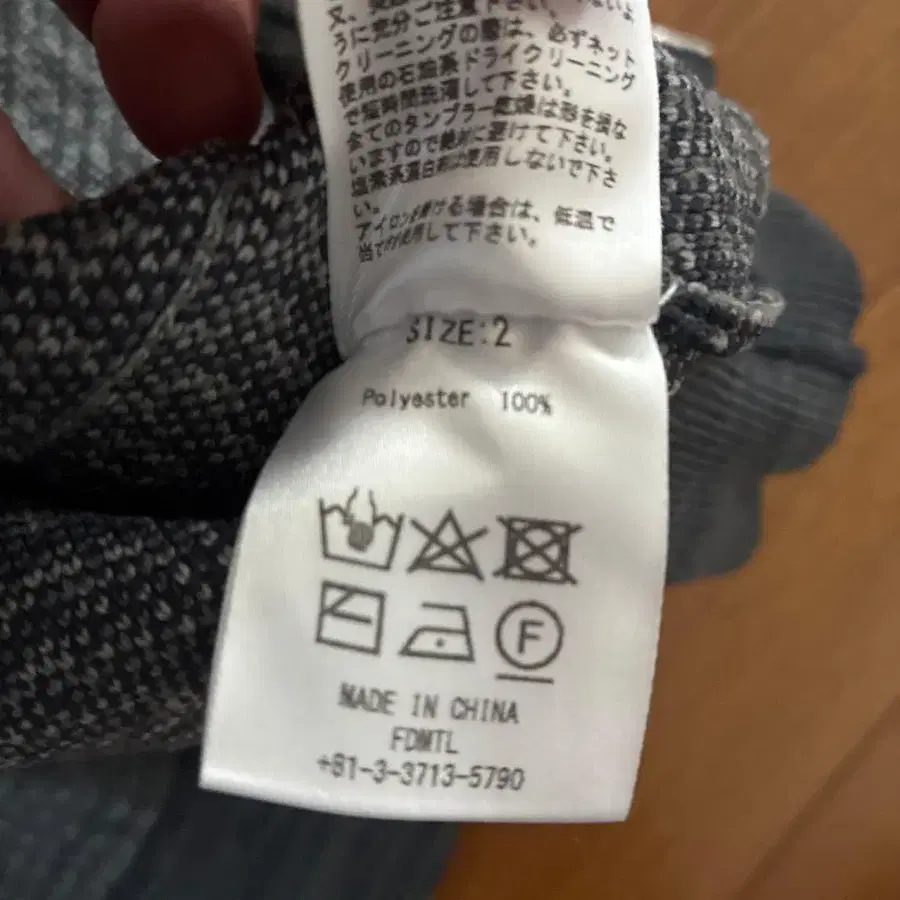 うに充分ご注意下さい。
クリーニングの際は、必ずネット
使用の石油系ドライクリーニング
で短時間洗濯して下さい。
全てのタンブラー乾燥は形を損な
いますので絶対に避けて下さい。
塩素系漂白剤は使用しないで下さ
い。
アイロンを掛ける場合は、低温で
当て布使用して下さい。
SIZE:2
Polyester 100%
F
MADE IN CHINA
FDMTL
+81-3-3713-5790